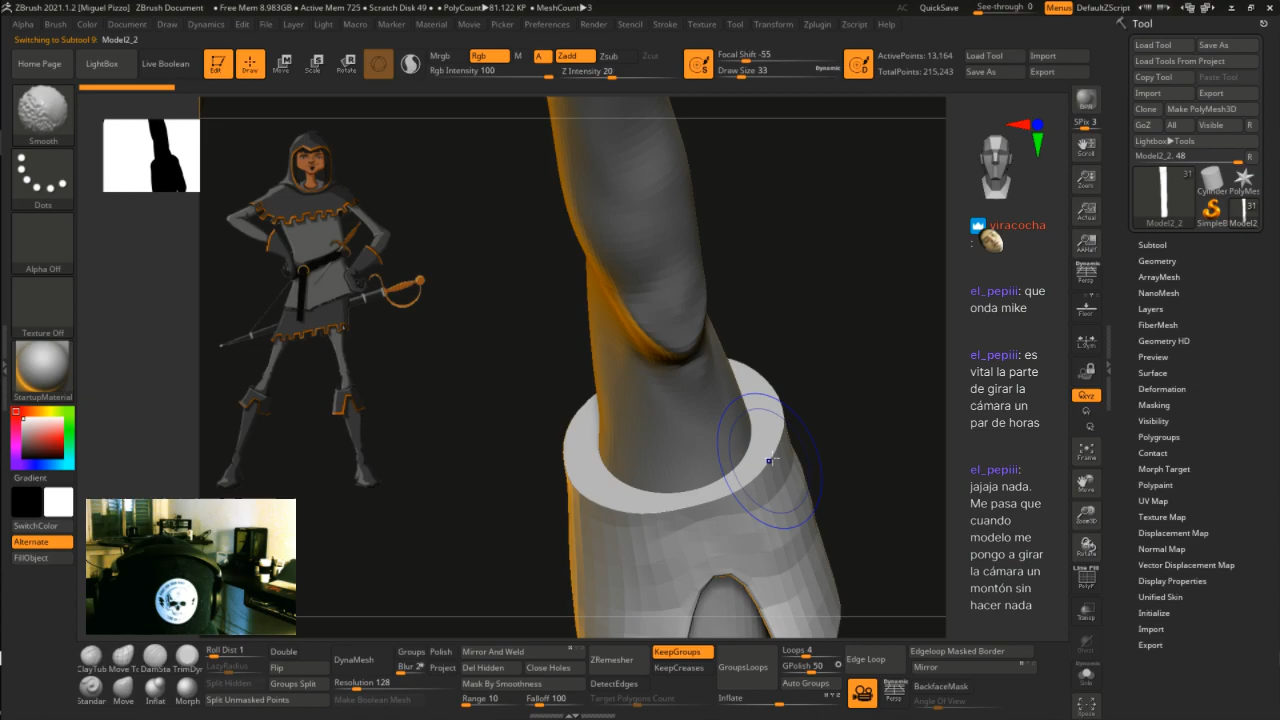 ZBrush 2021.1.2 [Miguel Pizzo]
ZBrush Document
• Free Mem 8.983GB • Active Mem 725 • Scratch Disk 49 • • PolyCount▶81.122 KP • MeshCount▶3
AC
QuickSave
See-through 0
Menus
DefaultZScript
Alpha Brush Color Document Draw Dynamics Edit File Layer Light Macro Marker Material Movie Picker Preferences Render Stencil Stroke Texture Tool Transform Zplugin Zscript Help
Switching to Subtool 9: Model2_2
Home Page
LightBox
Live Boolean
Edit
Draw
Move
Scale
Rotate
Mrgb
Rgb
M
Rgb Intensity 100
A
Zadd
Zsub
Zcut
Z Intensity 20
Focal Shift -55
Draw Size 33
Dynamic
ActivePoints: 13,164
TotalPoints: 215,243
Load Tool
Import
Save As
Export
Smooth
Dots
Alpha Off
Texture Off
StartupMaterial
Gradient
SwitchColor
Alternate
FillObject
viracocha
:
el_pepiii: que
onda mike
el_pepiii: es
vital la parte
de girar la
cámara un
par de horas
el_pepiii:
jajaja nada.
Me pasa que
cuando
modelo me
pongo a girar
la cámara un
montón sin
hacer nada
BPR
SPix 3
Scroll
Zoom
Actual
AAHalf
Dynamic
Persp
Floor
L.Sym
XYZ
Frame
Move
Zoom3D
Rotate
Line Fill
PolyF
Transp
Dynamic
Solo
Xpose
Tool
Load Tool
Save As
Load Tools From Project
Copy Tool
Paste Tool
Import
Export
Clone
Make PolyMesh3D
GoZ
All
Visible
R
Lightbox▶Tools
Model2_2. 48
R
31
Model2_2
Cylinder
PolyMes
31
SimpleB
Model2
Subtool
Geometry
ArrayMesh
NanoMesh
Layers
FiberMesh
Geometry HD
Preview
Surface
Deformation
Masking
Visibility
Polygroups
Contact
Morph Target
Polypaint
UV Map
Texture Map
Displacement Map
Normal Map
Vector Displacement Map
Display Properties
Unified Skin
Initialize
Import
Export
ClayTub
Move To
DamSta
TrimDyr
Standar
Move
Inflat
Morph
Roll Dist 1
LazyRadius
Split Hidden
Split Unmasked Points
Double
Flip
Groups Split
DynaMesh
Resolution 128
Make Boolean Mesh
Groups
Polish
Blur 2
Project
Mirror And Weld
Del Hidden
Close Holes
Mask By Smoothness
Range 10
Falloff 100
ZRemesher
DetectEdges
Target Polygons Count
KeepGroups
KeepCreases
GroupsLoops
Inflate
Loops 4
GPolish 50
Auto Groups
Edge Loop
Dynamic
Persp
Edgeloop Masked Border
Mirror
BackfaceMask
Angle Of View